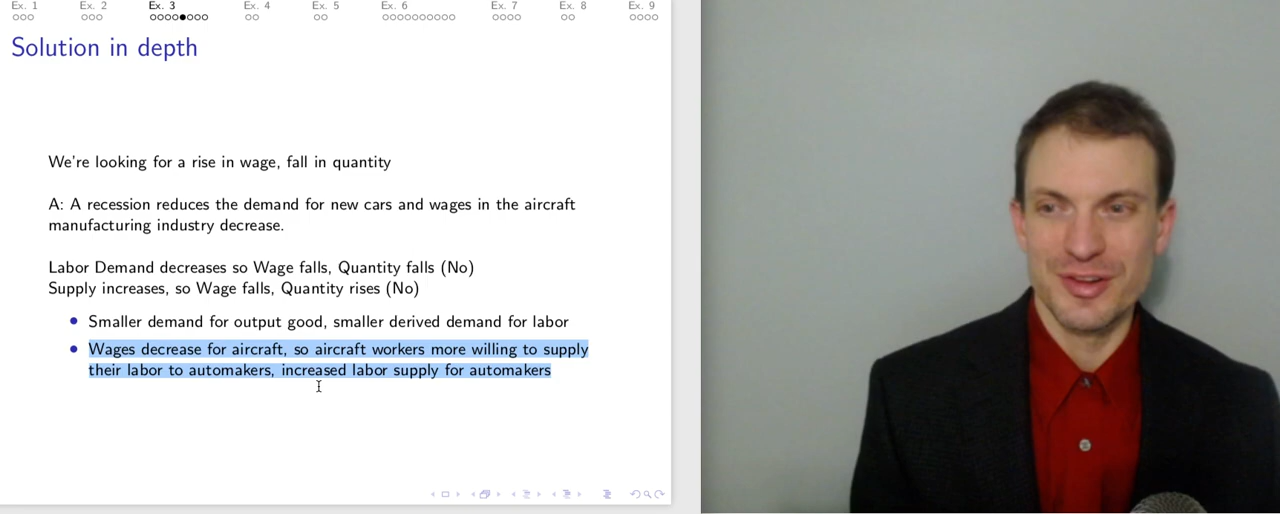 Ex. 1 Ex. 2 Ex. 3 Ex. 4 Ex. 5 Ex. 6 Ex. 7 Ex. 8 Ex. 9
Solution in depth
We're looking for a rise in wage, fall in quantity
A: A recession reduces the demand for new cars and wages in the aircraft
manufacturing industry decrease.
Labor Demand decreases so Wage falls, Quantity falls (No)
Supply increases, so Wage falls, Quantity rises (No)
Smaller demand for output good, smaller derived demand for labor
Wages decrease for aircraft, so aircraft workers more willing to supply
their labor to automakers, increased labor supply for automakers